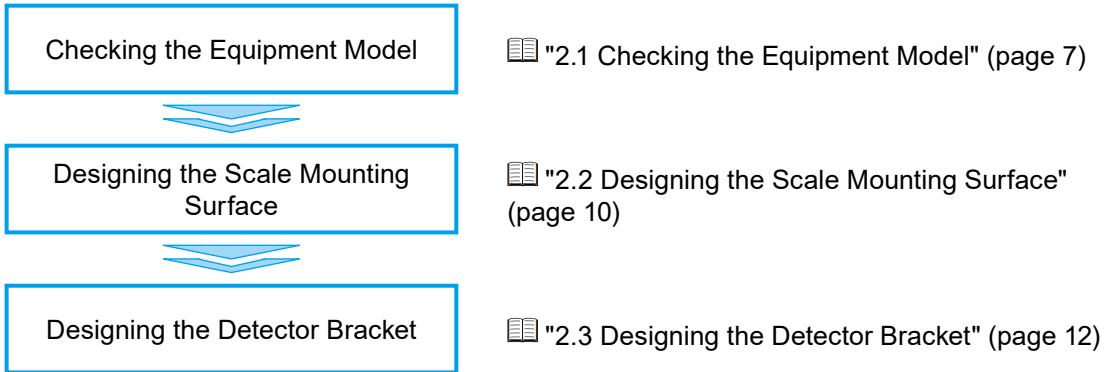 Checking the Equipment Model
"2.1 Checking the Equipment Model" (page 7)
Designing the Scale Mounting
Surface
"2.2 Designing the Scale Mounting Surface"
(page 10)
Designing the Detector Bracket
"2.3 Designing the Detector Bracket" (page 12)